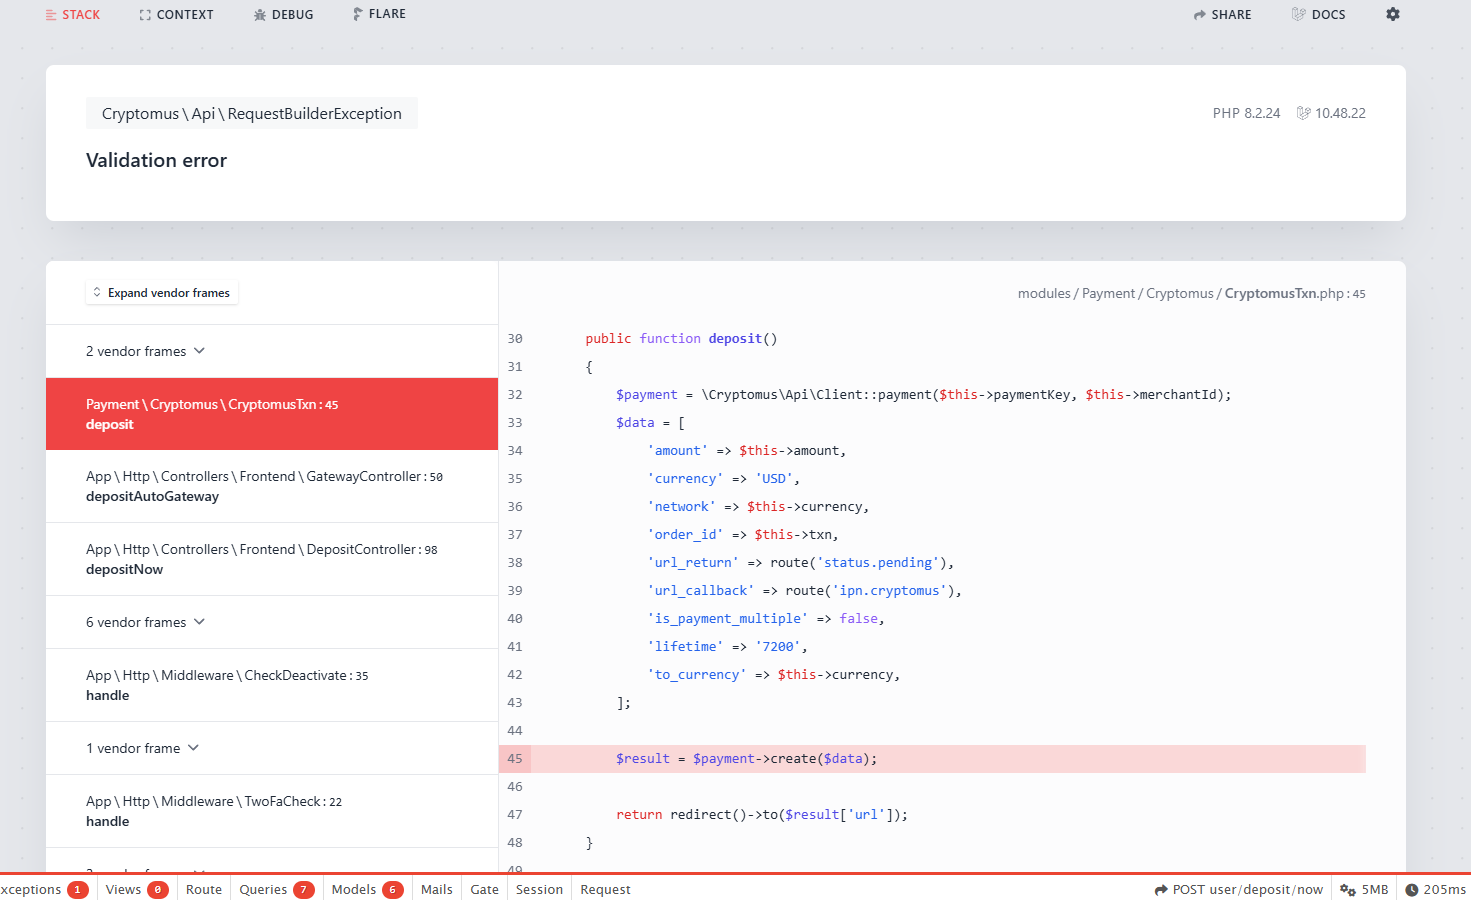 STACK CONTEXT DEBUG FLARE SHARE DOCS
Cryptomus \ Api \ RequestBuilderException
PHP 8.2.24 10.48.22
Validation error
Expand vendor frames
2 vendor frames
Payment \ Cryptomus \ CryptomusTxn : 45
deposit
App \ Http \ Controllers \ Frontend \ GatewayController : 50
depositAutoGateway
App \ Http \ Controllers \ Frontend \ DepositController : 98
depositNow
6 vendor frames
App \ Http \ Middleware \ CheckDeactivate : 35
handle
1 vendor frame
App \ Http \ Middleware \ TwoFaCheck : 22
handle
modules / Payment / Cryptomus / CryptomusTxn.php : 45
30 public function deposit()
31 {
32 $payment = \Cryptomus\Api\Client::payment($this->paymentKey, $this->merchantId);
33 $data = [
34 'amount' => $this->amount,
35 'currency' => 'USD',
36 'network' => $this->currency,
37 'order_id' => $this->txn,
38 'url_return' => route('status.pending'),
39 'url_callback' => route('ipn.cryptomus'),
40 'is_payment_multiple' => false,
41 'lifetime' => '7200',
42 'to_currency' => $this->currency,
43 ];
44
45 $result = $payment->create($data);
46
47 return redirect()->to($result['url']);
48 }
49
xceptions 1 Views 0 Route Queries 7 Models 6 Mails Gate Session Request POST user/deposit/now 5MB 205ms